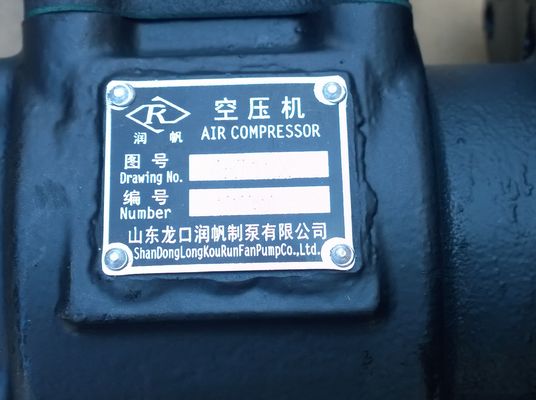 空压机
R
AIR COMPRESSOR
润帆
图号
Drawing No.
编号
Number
山东龙口润帆制泵有限公司
ShanDongLongKouRunFanPumpCo.,Ltd.